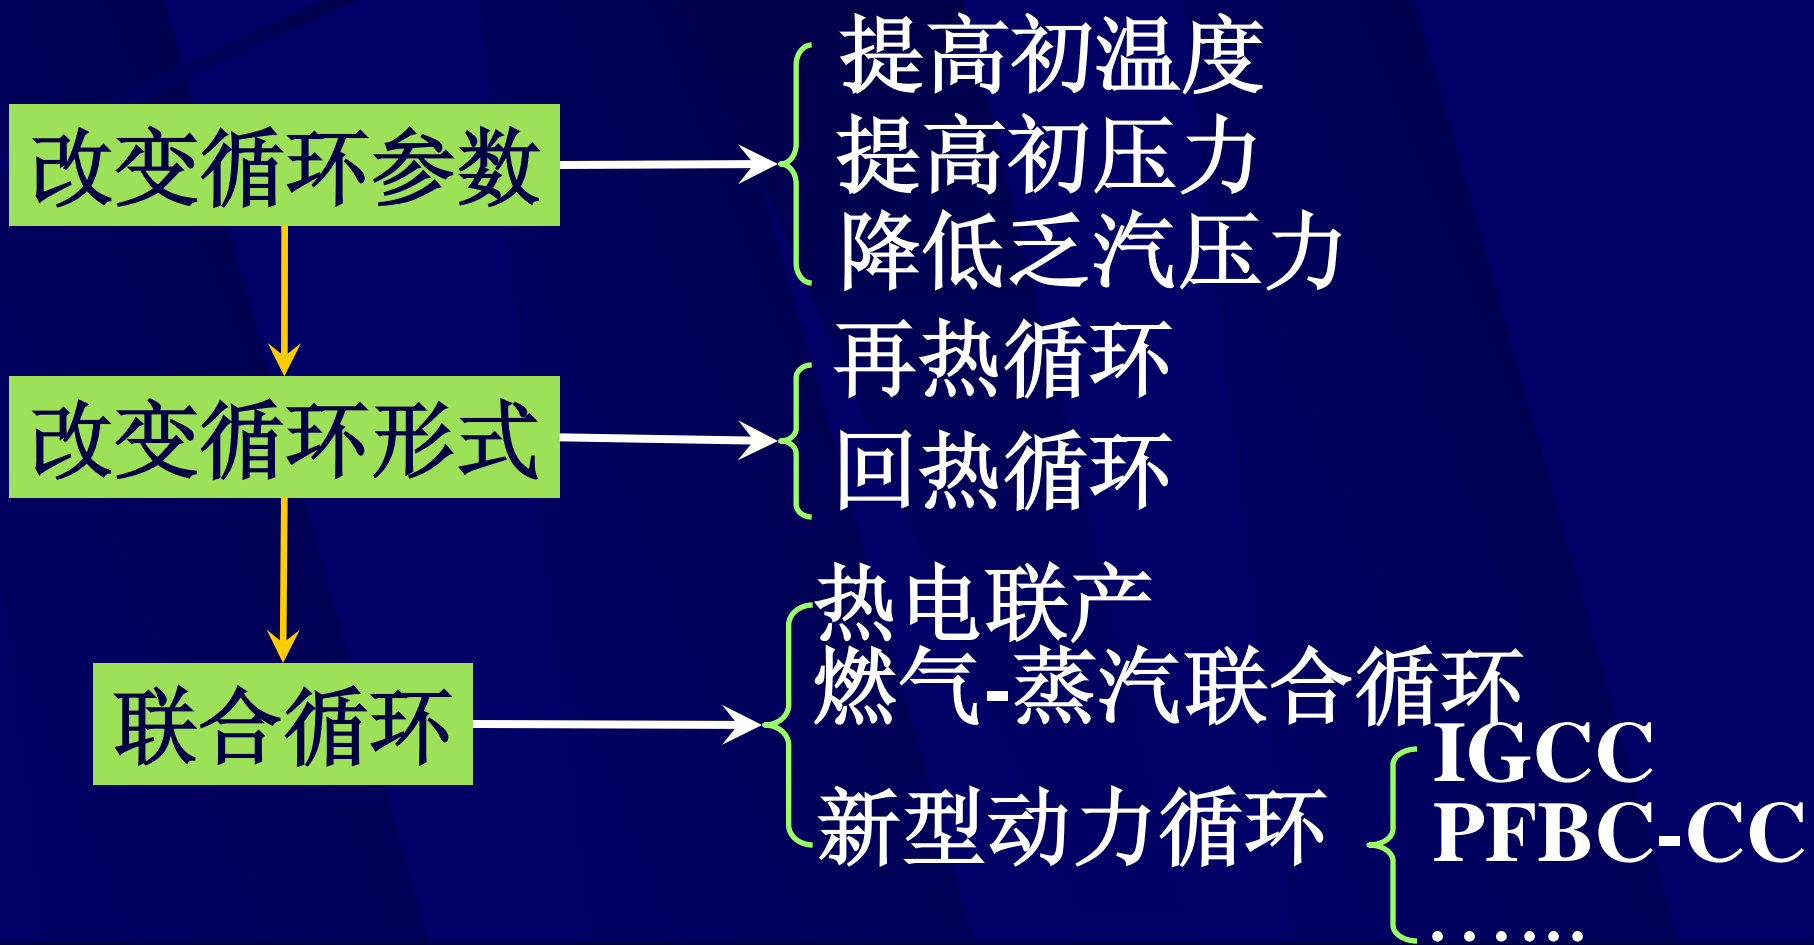 改变循环参数
提高初温度
提高初压力
降低乏汽压力
改变循环形式
再热循环
回热循环
联合循环
热电联产
燃气-蒸汽联合循环
新型动力循环
IGCC
PFBC-CC
……